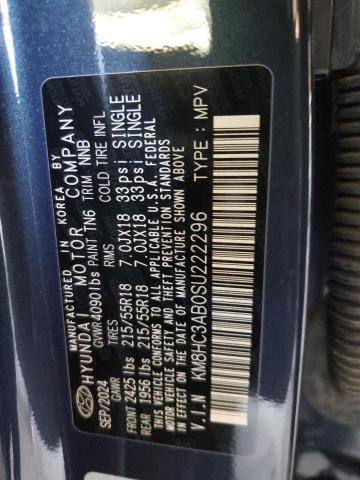 MANUFACTURED IN KOREA BY
HYUNDAI MOTOR COMPANY
SEP.2024 GVWR 4090lbs PAINT TN6 TRIM NNB
GAWR TIRES RIMS COLD TIRE INFL
FRONT 2425 lbs 215/55R18 7.0JX18 33psi SINGLE
REAR 1956 lbs 215/55R18 7.0JX18 33psi SINGLE
THIS VEHICLE CONFORMS TO ALL APPLICABLE U.S.A. FEDERAL
MOTOR VEHICLE SAFETY, BUMPER, AND THEFT PREVENTION
STANDARDS IN EFFECT ON THE DATE OF MANUFACTURE SHOWN ABOVE
V.I.N : KM8HC3AB0SU222296 TYPE : MPV